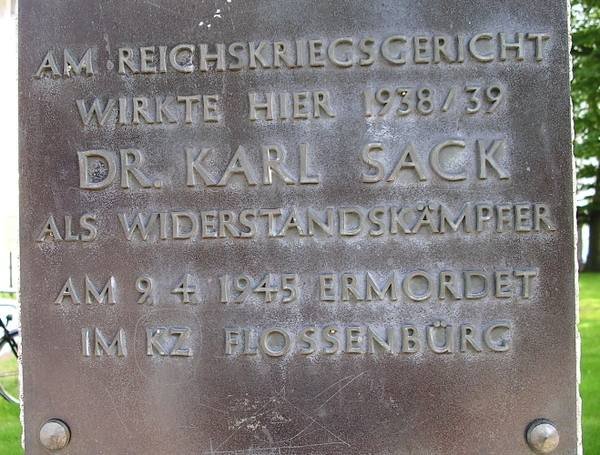 AM REICHSKRIEGSGERICHT
WIRKTE HIER 1938/39
DR. KARL SACK
ALS WIDERSTANDSKÄMPFER
AM 9. 4. 1945 ERMORDET
IM KZ FLOSSENBÜRG